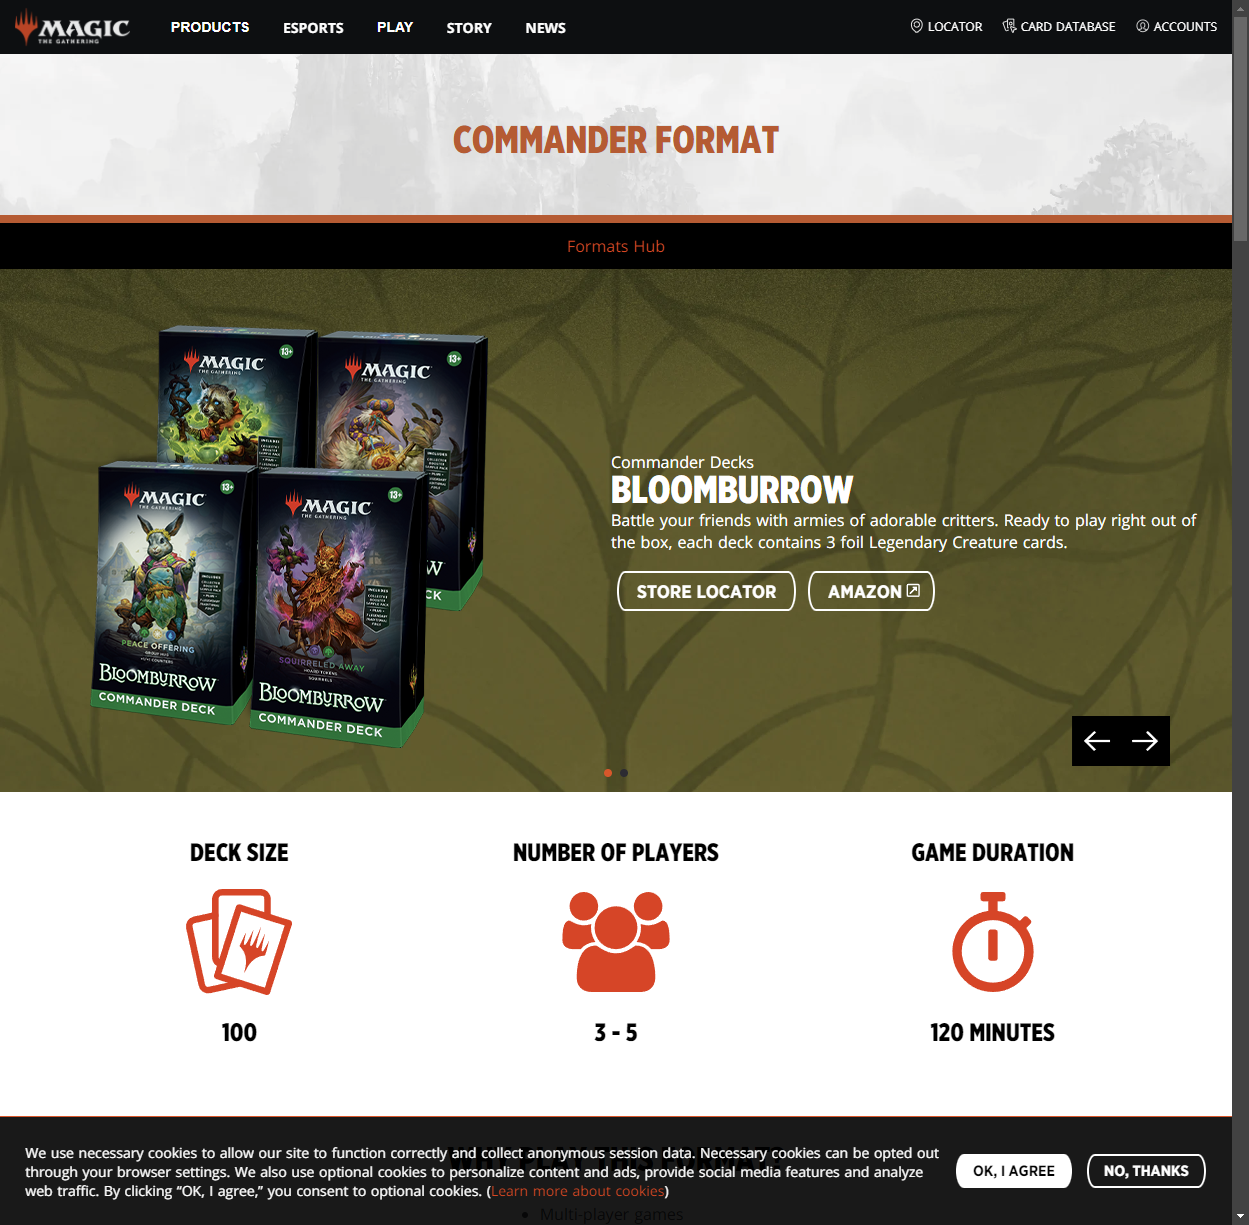 MAGIC
THE GATHERING
PRODUCTS
ESPORTS
PLAY
STORY
NEWS
LOCATOR
CARD DATABASE
ACCOUNTS
COMMANDER FORMAT
Formats Hub
MAGIC
THE GATHERING
13+
MAGIC
THE GATHERING
13+
MAGIC
THE GATHERING
13+
PEACE OFFERING
GROUP HUG
BLOOMBURROW
COMMANDER DECK
MAGIC
THE GATHERING
13+
SQUIRRELED AWAY
SQUIRRELS
BLOOMBURROW
COMMANDER DECK
Commander Decks
BLOOMBURROW
Battle your friends with armies of adorable critters. Ready to play right out of
the box, each deck contains 3 foil Legendary Creature cards.
STORE LOCATOR
AMAZON
DECK SIZE
NUMBER OF PLAYERS
GAME DURATION
100
3 - 5
120 MINUTES
WHY PLAY THIS FORMAT?
We use necessary cookies to allow our site to function correctly and collect anonymous session data. Necessary cookies can be opted out
through your browser settings. We also use optional cookies to personalize content and ads, provide social media features and analyze
web traffic. By clicking “OK, I agree,” you consent to optional cookies. (Learn more about cookies)
OK, I AGREE
NO, THANKS
• Multi-player games